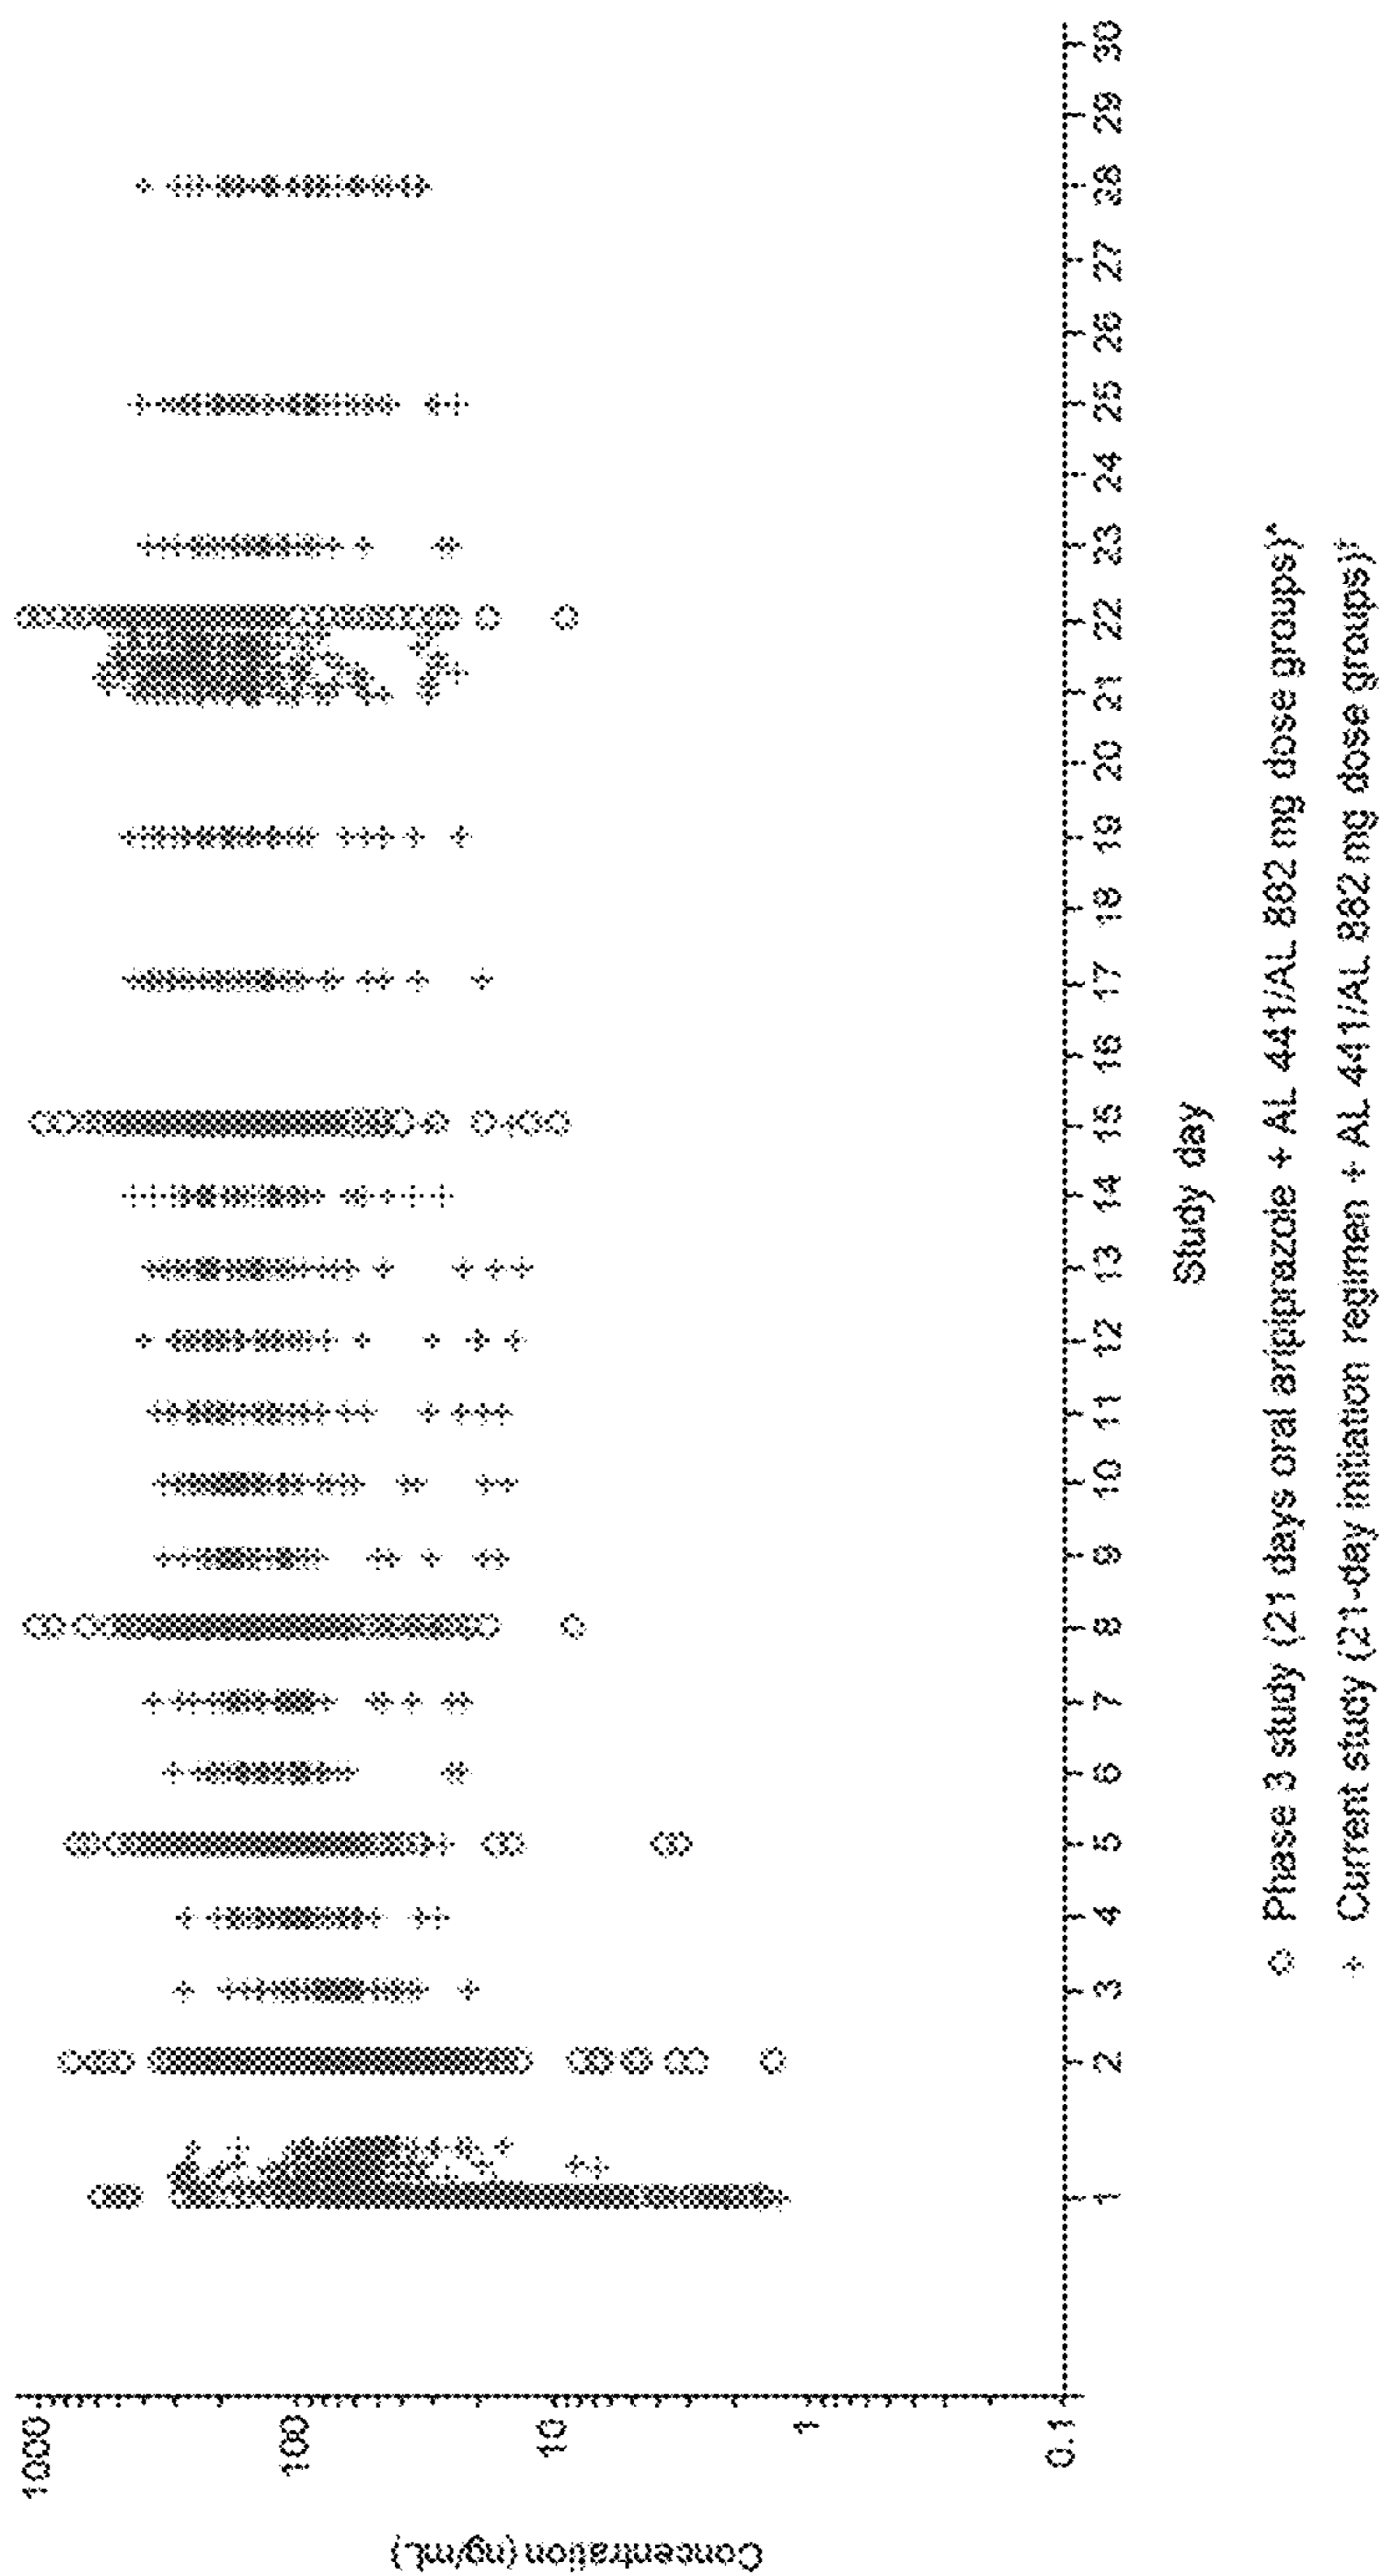 Concentration (ng/mL)
1000
100
10
1
0.1
1 2 3 4 5 6 7 8 9 10 11 12 13 14 15 16 17 18 19 20 21 22 23 24 25 26 27 28 29 30
Study day
Phase 3 study (21 days oral aripiprazole + AL 441/AL 882 mg dose groups)*
Current study (21-day initiation regimen + AL 441/AL 882 mg dose groups)†